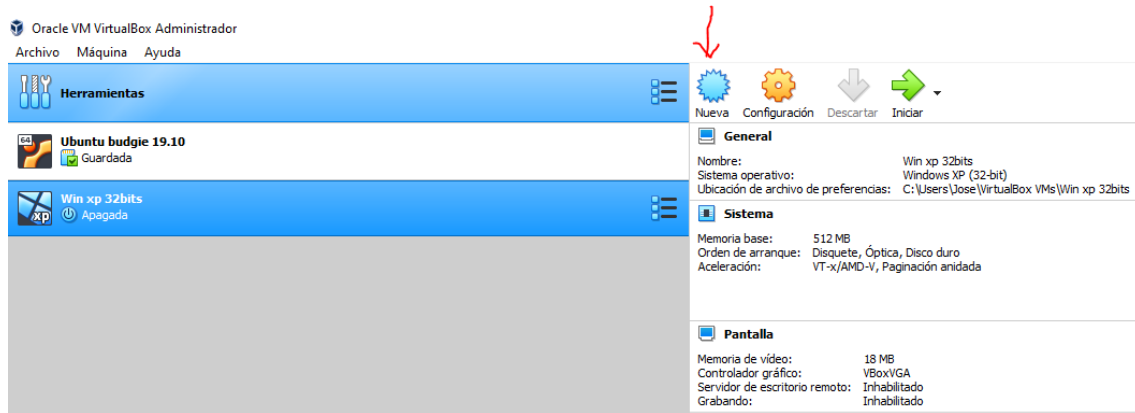 Oracle VM VirtualBox Administrador
Archivo Máquina Ayuda
Herramientas
64
Ubuntu budgie 19.10
Guardada
xp
Win xp 32bits
Apagada
Nueva Configuración Descartar Iniciar
General
Nombre: Win xp 32bits
Sistema operativo: Windows XP (32-bit)
Ubicación de archivo de preferencias: C:\Users\Jose\VirtualBox VMs\Win xp 32bits
Sistema
Memoria base: 512 MB
Orden de arranque: Disquete, Óptica, Disco duro
Aceleración: VT-x/AMD-V, Paginación anidada
Pantalla
Memoria de vídeo: 18 MB
Controlador gráfico: VBoxVGA
Servidor de escritorio remoto: Inhabilitado
Grabando: Inhabilitado